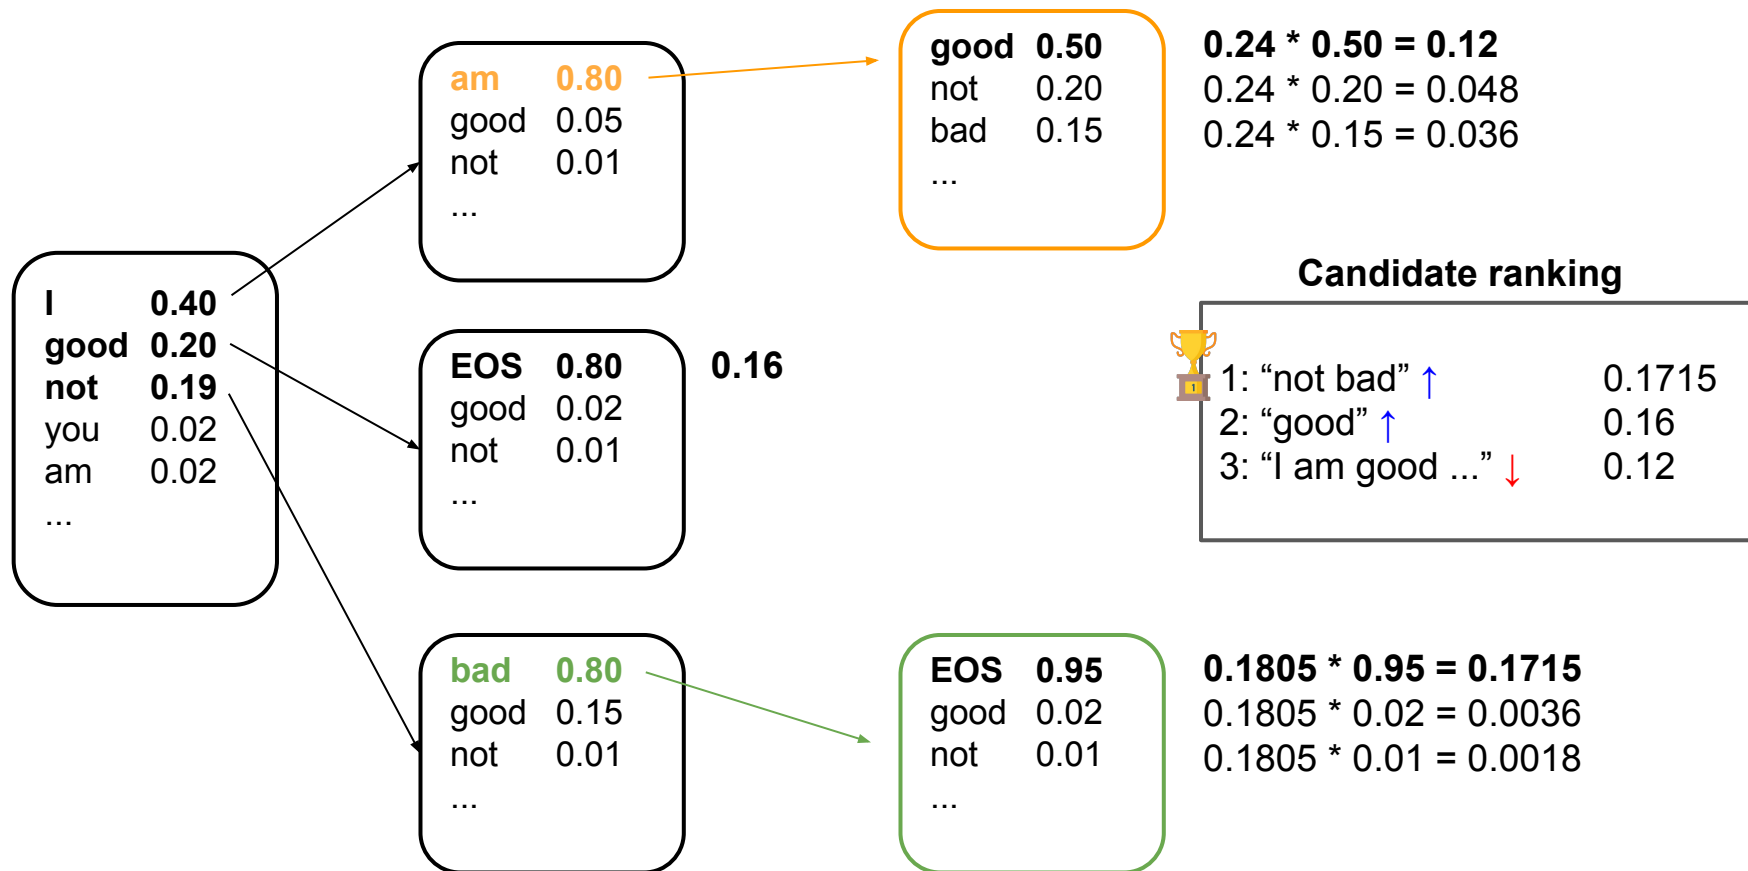 I 0.40
good 0.20
not 0.19
you 0.02
am 0.02
...
am 0.80
good 0.05
not 0.01
...
EOS 0.80
good 0.02
not 0.01
...
0.16
bad 0.80
good 0.15
not 0.01
...
good 0.50
not 0.20
bad 0.15
...
0.24 * 0.50 = 0.12
0.24 * 0.20 = 0.048
0.24 * 0.15 = 0.036
Candidate ranking
1
1: “not bad” ↑ 0.1715
2: “good” ↑ 0.16
3: “I am good ...” ↓ 0.12
EOS 0.95
good 0.02
not 0.01
...
0.1805 * 0.95 = 0.1715
0.1805 * 0.02 = 0.0036
0.1805 * 0.01 = 0.0018